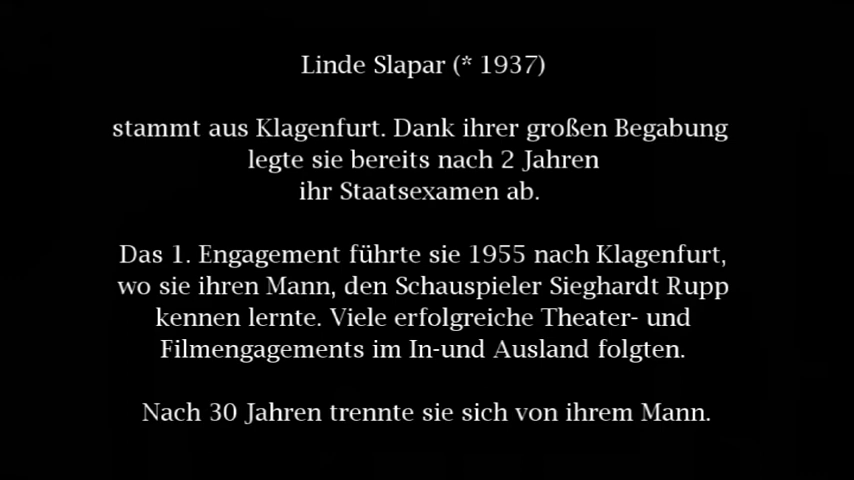 Linde Slapar (* 1937)
stammt aus Klagenfurt. Dank ihrer großen Begabung
legte sie bereits nach 2 Jahren
ihr Staatsexamen ab.
Das 1. Engagement führte sie 1955 nach Klagenfurt,
wo sie ihren Mann, den Schauspieler Sieghardt Rupp
kennen lernte. Viele erfolgreiche Theater- und
Filmengagements im In-und Ausland folgten.
Nach 30 Jahren trennte sie sich von ihrem Mann.